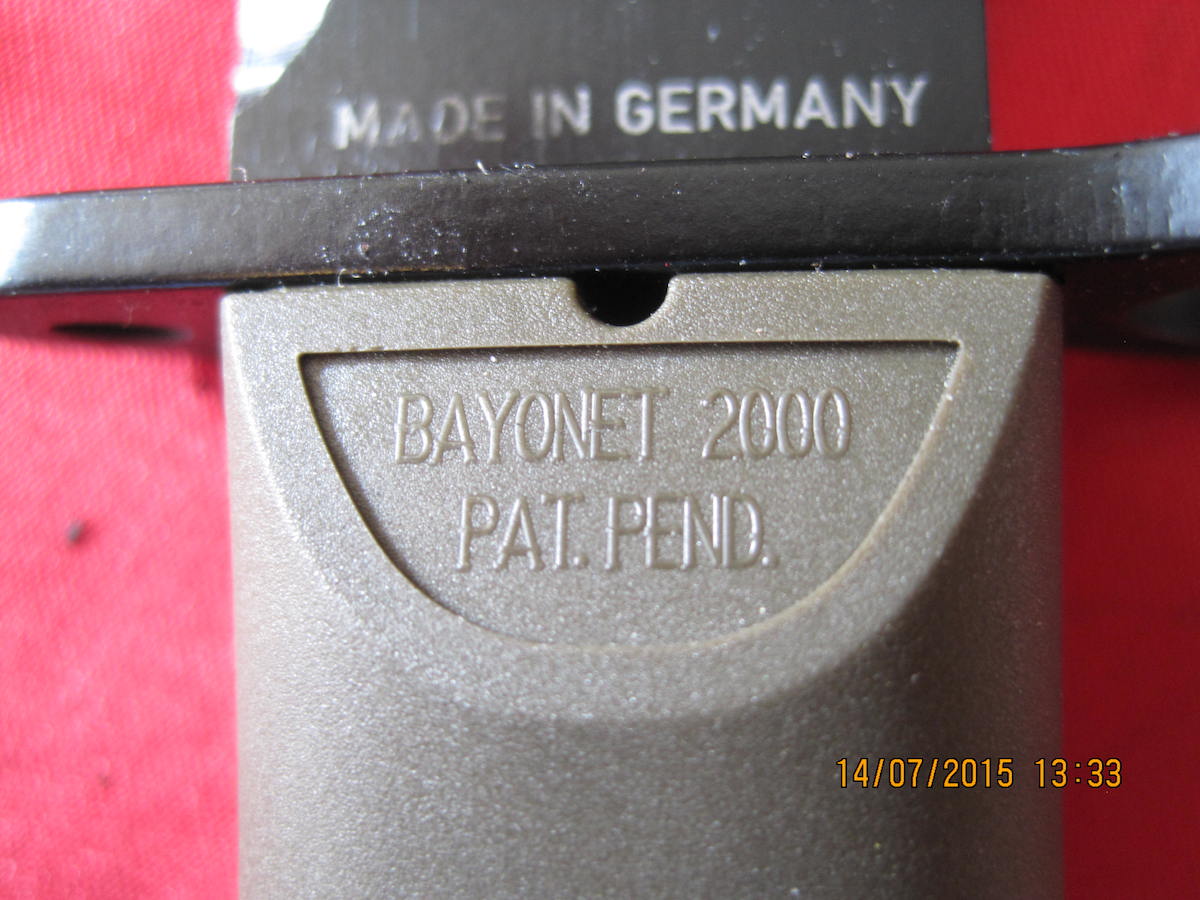 MADE IN GERMANY
BAYONET 2000
PAT. PEND.
14/07/2015 13:33